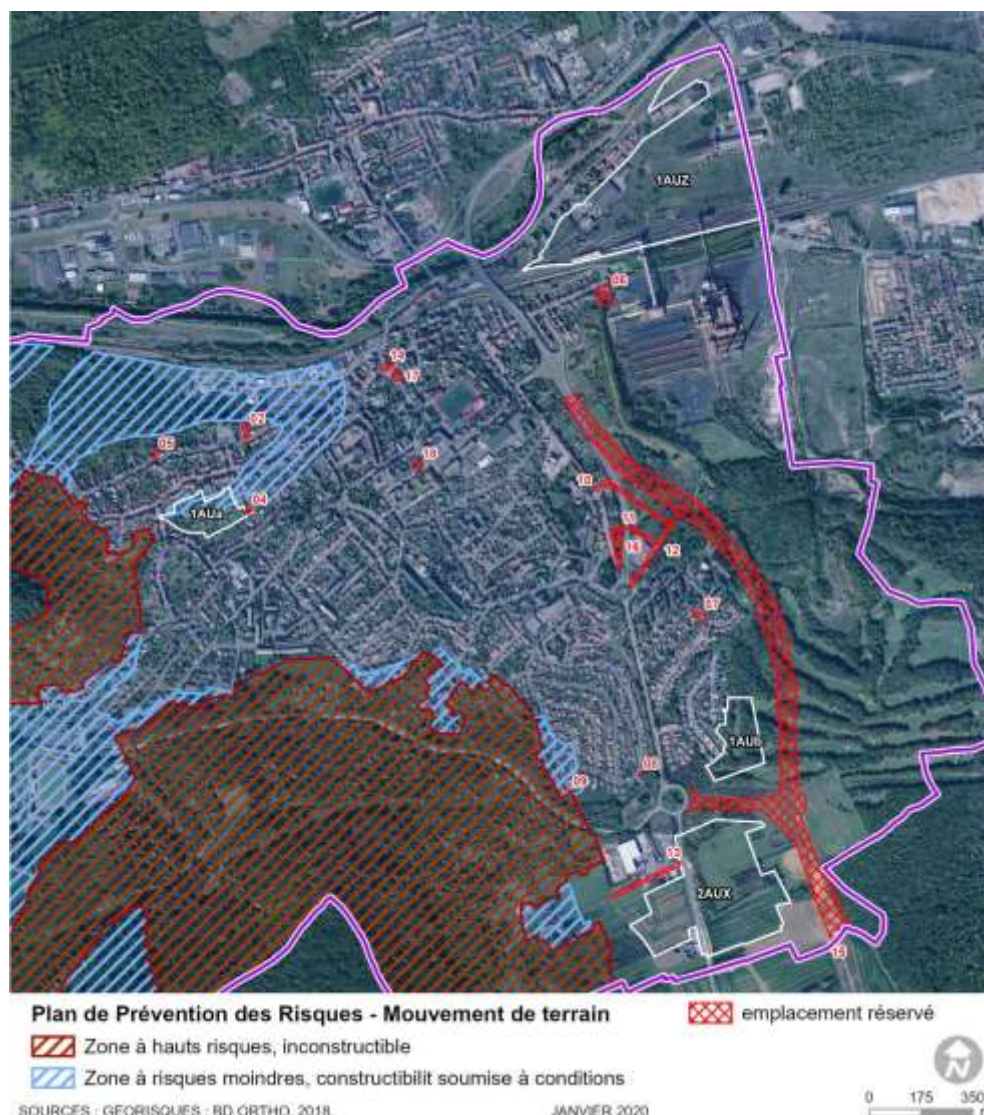 1AUZ
06
14
17
02
05
18
04
1AUa
10
11
16
12
07
1AUb
08
09
13
2AUX
15
Plan de Prévention des Risques - Mouvement de terrain
emplacement réservé
Zone à hauts risques, inconstructible
Zone à risques moindres, constructibilit soumise à conditions
N
SOURCES : GEORISQUES ; BD ORTHO, 2018.
JANVIER 2020
0 175 350